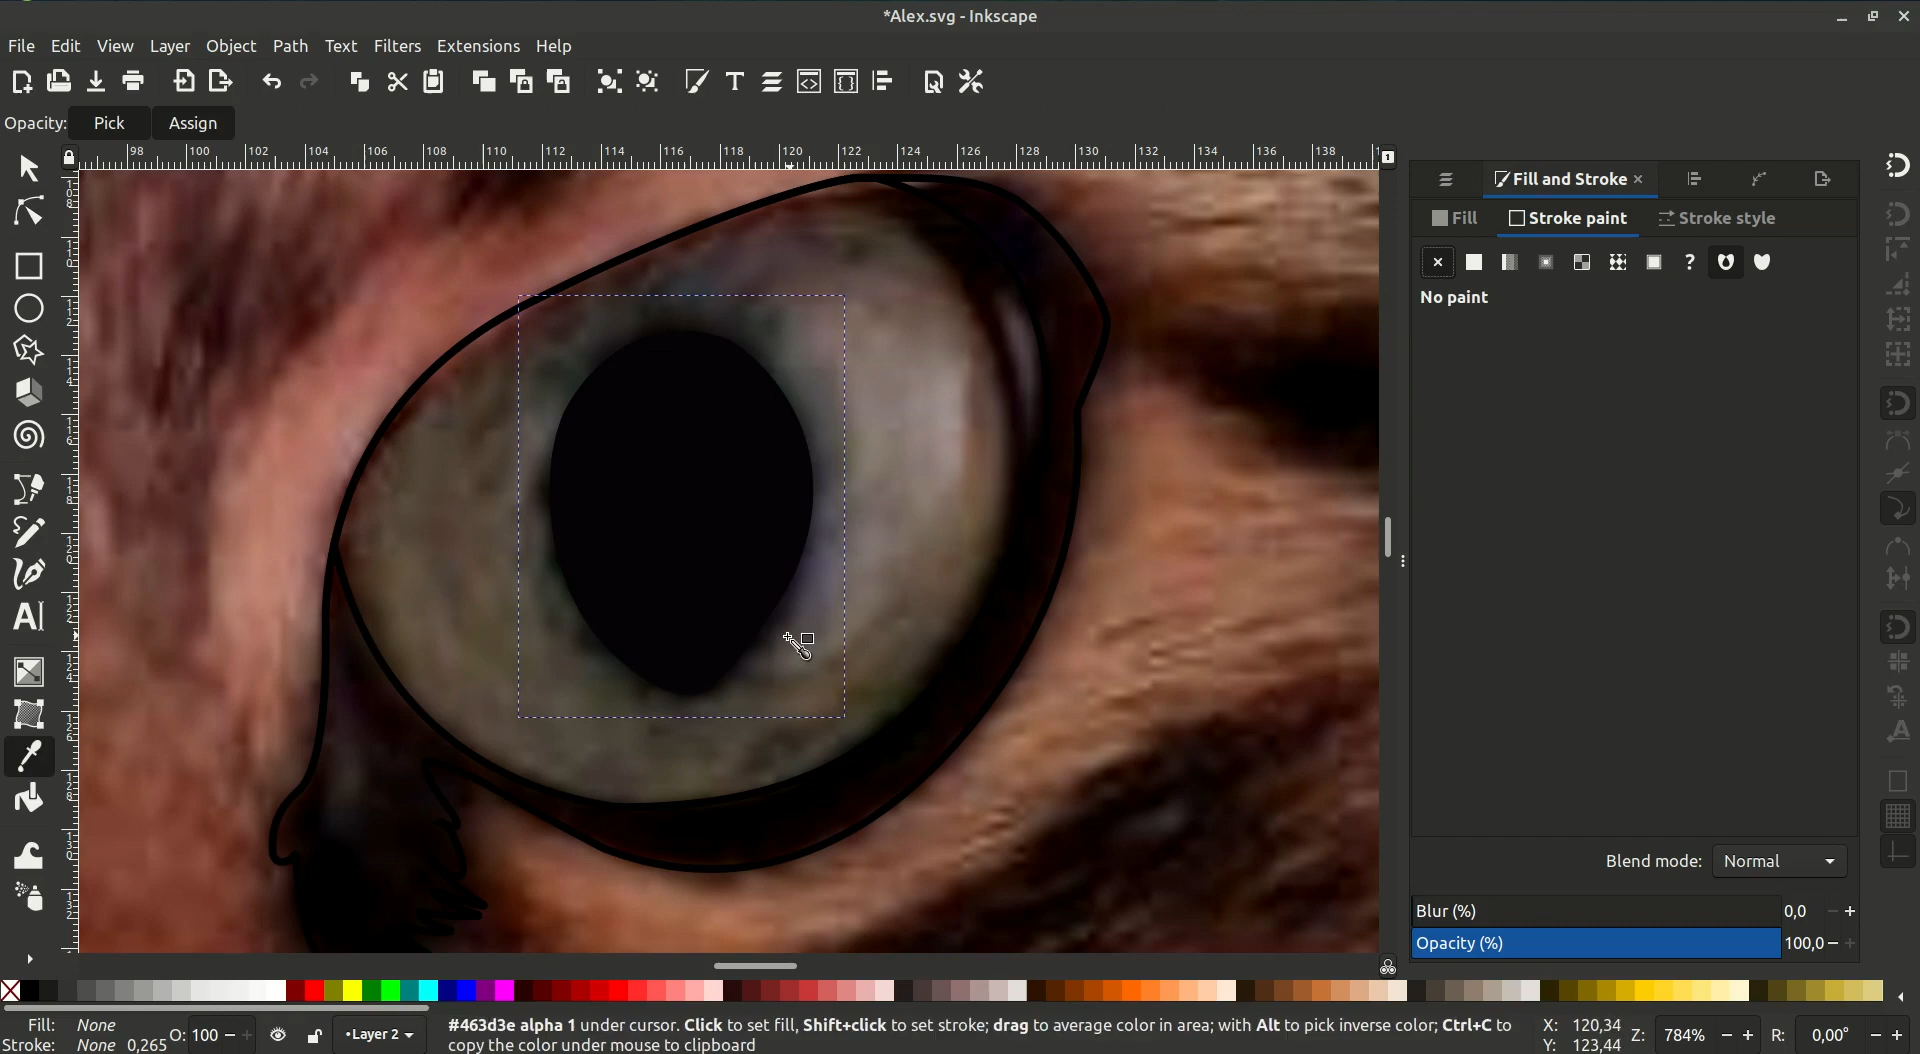 *Alex.svg - Inkscape
File Edit View Layer Object Path Text Filters Extensions Help
Opacity: Pick Assign
98 100 102 104 106 108 110 112 114 116 118 120 122 124 126 128 130 132 134 136 138
1
Fill and Stroke ×
Fill Stroke paint Stroke style
No paint
Blend mode: Normal
Blur (%) 0,0 − +
Opacity (%) 100,0 − +
Fill: None
Stroke: None 0,265
O: 100 − +
•Layer 2
#463d3e alpha 1 under cursor. Click to set fill, Shift+click to set stroke; drag to average color in area; with Alt to pick inverse color; Ctrl+C to
copy the color under mouse to clipboard
X: 120,34
Y: 123,44
Z: 784% − +
R: 0,00° − +